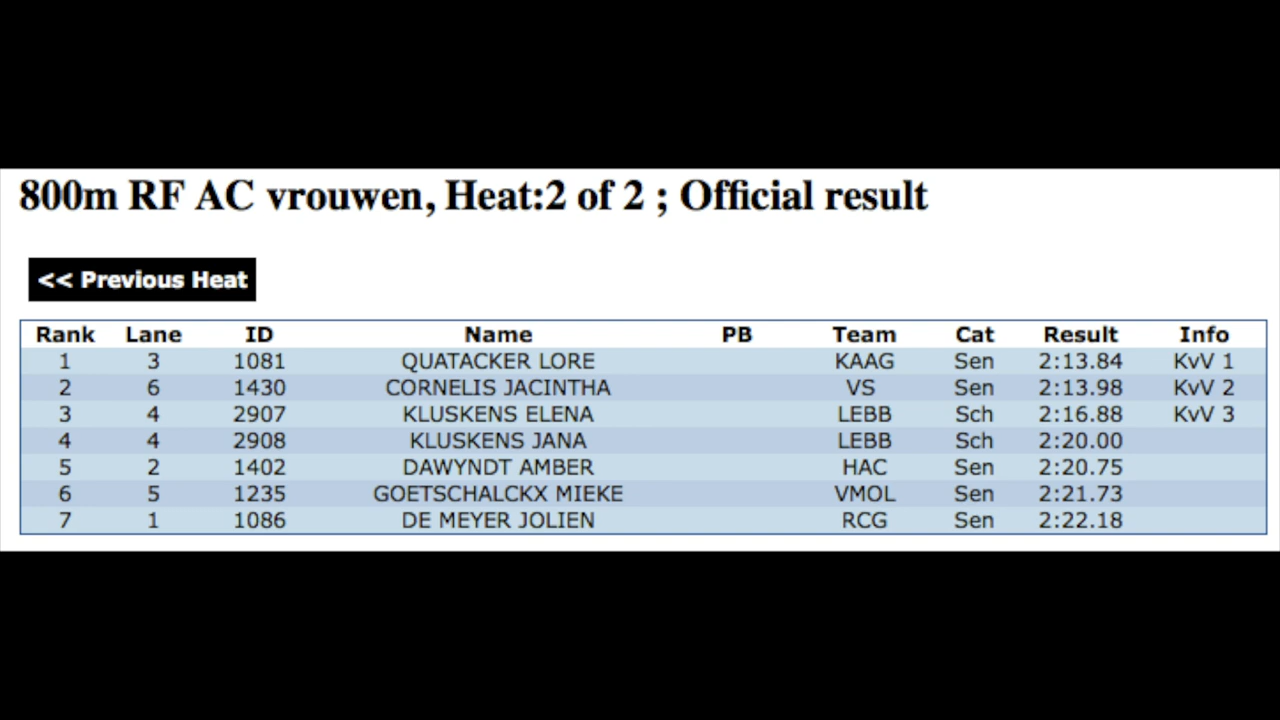 800m RF AC vrouwen, Heat:2 of 2 ; Official result
<< Previous Heat
Rank Lane ID Name PB Team Cat Result Info
1 3 1081 QUATACKER LORE KAAG Sen 2:13.84 KvV 1
2 6 1430 CORNELIS JACINTHA VS Sen 2:13.98 KvV 2
3 4 2907 KLUSKENS ELENA LEBB Sch 2:16.88 KvV 3
4 4 2908 KLUSKENS JANA LEBB Sch 2:20.00
5 2 1402 DAWYNDT AMBER HAC Sen 2:20.75
6 5 1235 GOETSCHALCKX MIEKE VMOL Sen 2:21.73
7 1 1086 DE MEYER JOLIEN RCG Sen 2:22.18